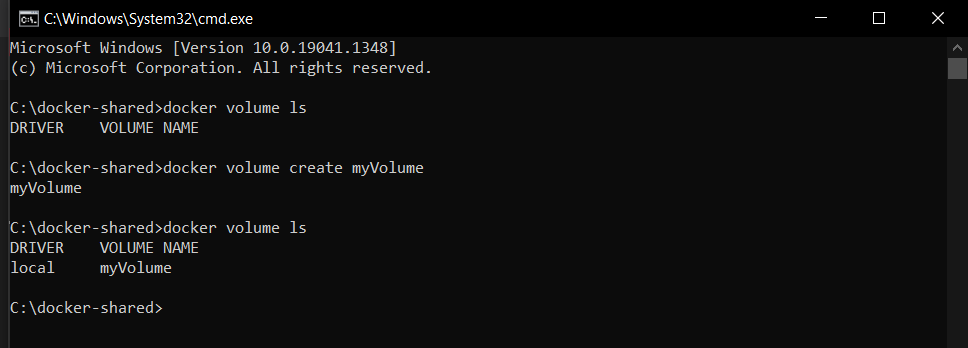 C:\Windows\System32\cmd.exe
Microsoft Windows [Version 10.0.19041.1348]
(c) Microsoft Corporation. All rights reserved.
C:\docker-shared>docker volume ls
DRIVER    VOLUME NAME
C:\docker-shared>docker volume create myVolume
myVolume
C:\docker-shared>docker volume ls
DRIVER    VOLUME NAME
local     myVolume
C:\docker-shared>